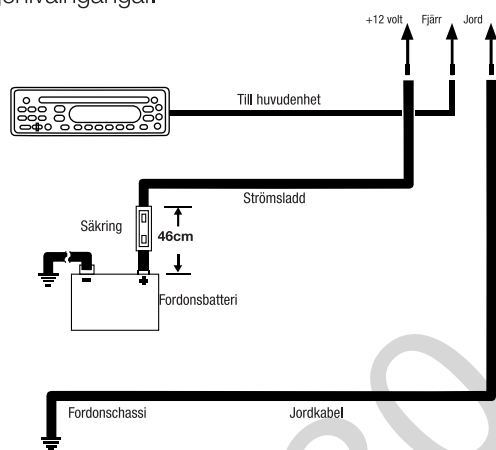 +12 volt Fjärr Jord
Till huvudenhet
Strömsladd
Säkring
46cm
Fordonsbatteri
Fordonschassi Jordkabel